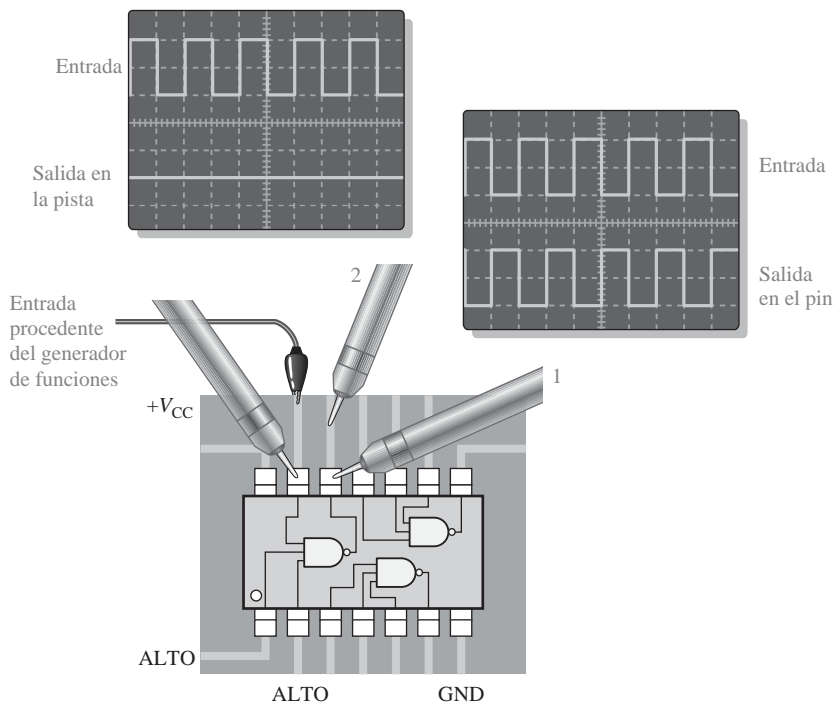 Entrada
Salida en
la pista
Entrada
Salida
en el pin
Entrada
procedente
del generador
de funciones
2
1
+VCC
ALTO
ALTO
GND